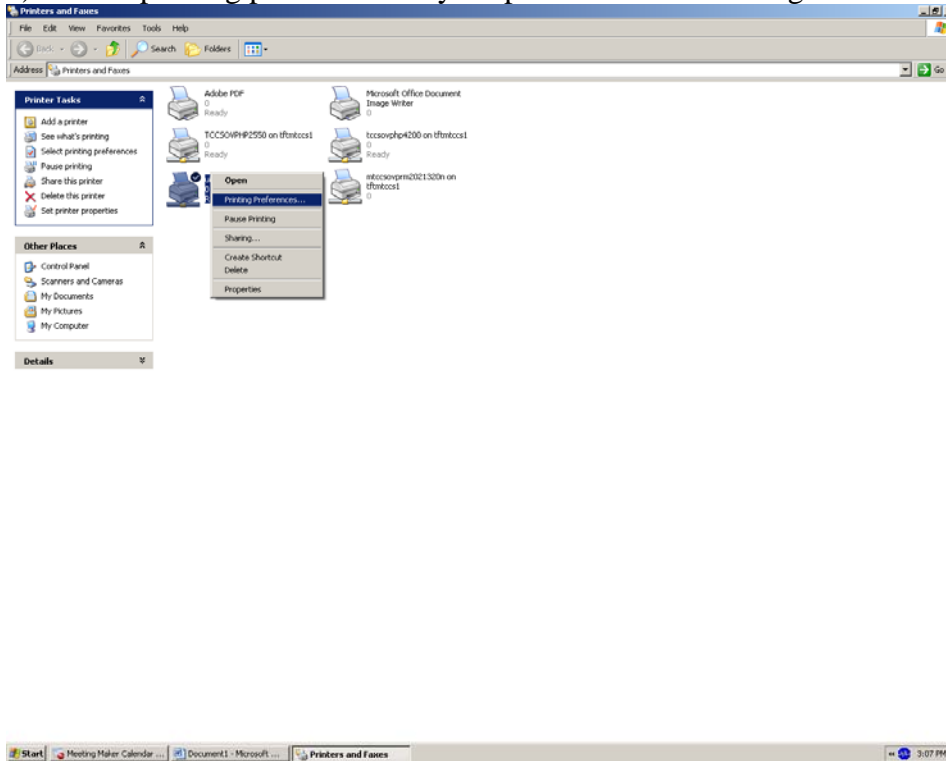 Printers and Faxes
File Edit View Favorites Tools Help
Back Search Folders
Address Printers and Faxes Go
Printer Tasks
Add a printer
See what's printing
Select printing preferences
Pause printing
Share this printer
Delete this printer
Set printer properties
Other Places
Control Panel
Scanners and Cameras
My Documents
My Pictures
My Computer
Details
Adobe PDF
0
Ready
Microsoft Office Document
Image Writer
0
TCCSOVPHP2550 on tftmtccs1
0
Ready
tccsovphp4200 on tftmtccs1
0
Ready
mtccsovprm2021320n on
tftmtccs1
0
Open
Printing Preferences...
Pause Printing
Sharing...
Create Shortcut
Delete
Properties
Start Meeting Maker Calendar ... Document1 - Microsoft ... Printers and Faxes 3:07 PM